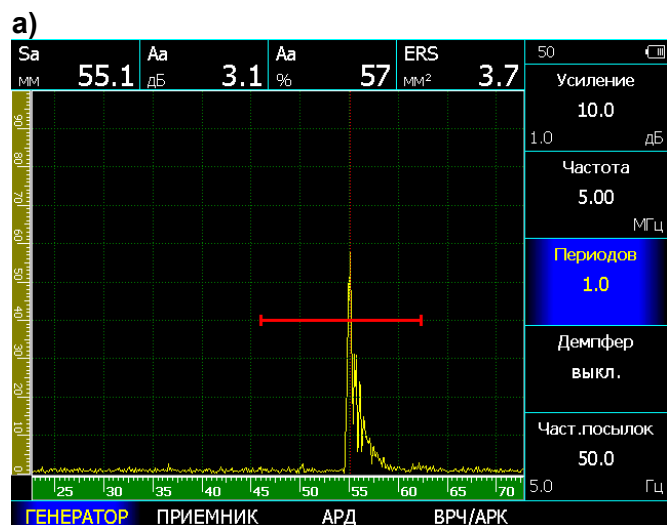 а)
Sa Aa Aa ERS 50
мм 55.1 дБ 3.1 % 57 мм² 3.7
Усиление
10.0
1.0 дБ
Частота
5.00
МГц
Периодов
1.0
Демпфер
выкл.
Част.посылок
50.0
5.0 Гц
90
80
70
60
50
40
30
20
10
0
25 30 35 40 45 50 55 60 65 70
ГЕНЕРАТОР ПРИЕМНИК АРД ВРЧ/АРК